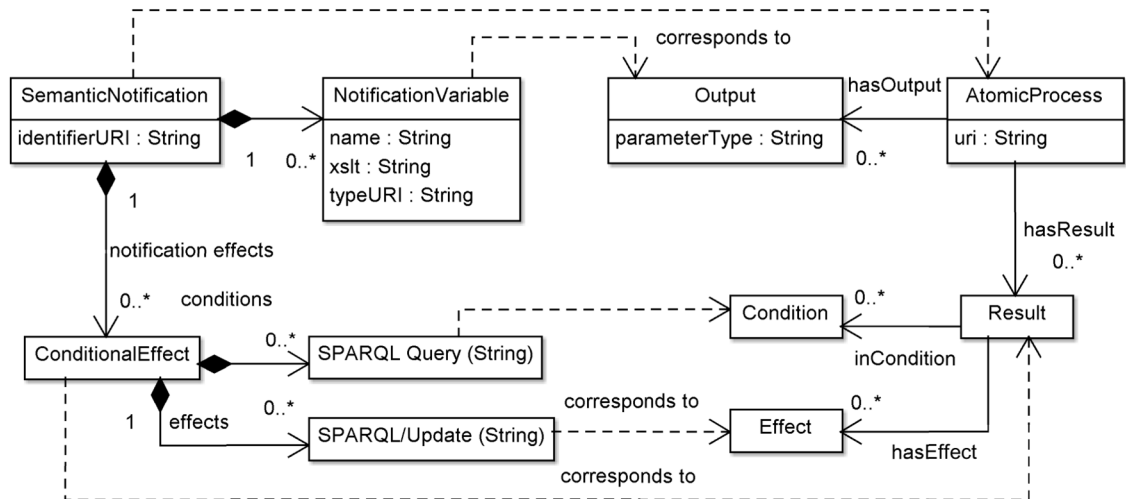 corresponds to
SemanticNotification
identifierURI : String
NotificationVariable
name : String
xslt : String
typeURI : String
Output
parameterType : String
hasOutput
AtomicProcess
uri : String
1
0..*
0..*
1
notification effects
0..*
hasResult
0..*
conditions
0..*
ConditionalEffect
SPARQL Query (String)
Condition
0..*
Result
inCondition
1
effects
0..*
SPARQL/Update (String)
corresponds to
Effect
0..*
hasEffect
corresponds to